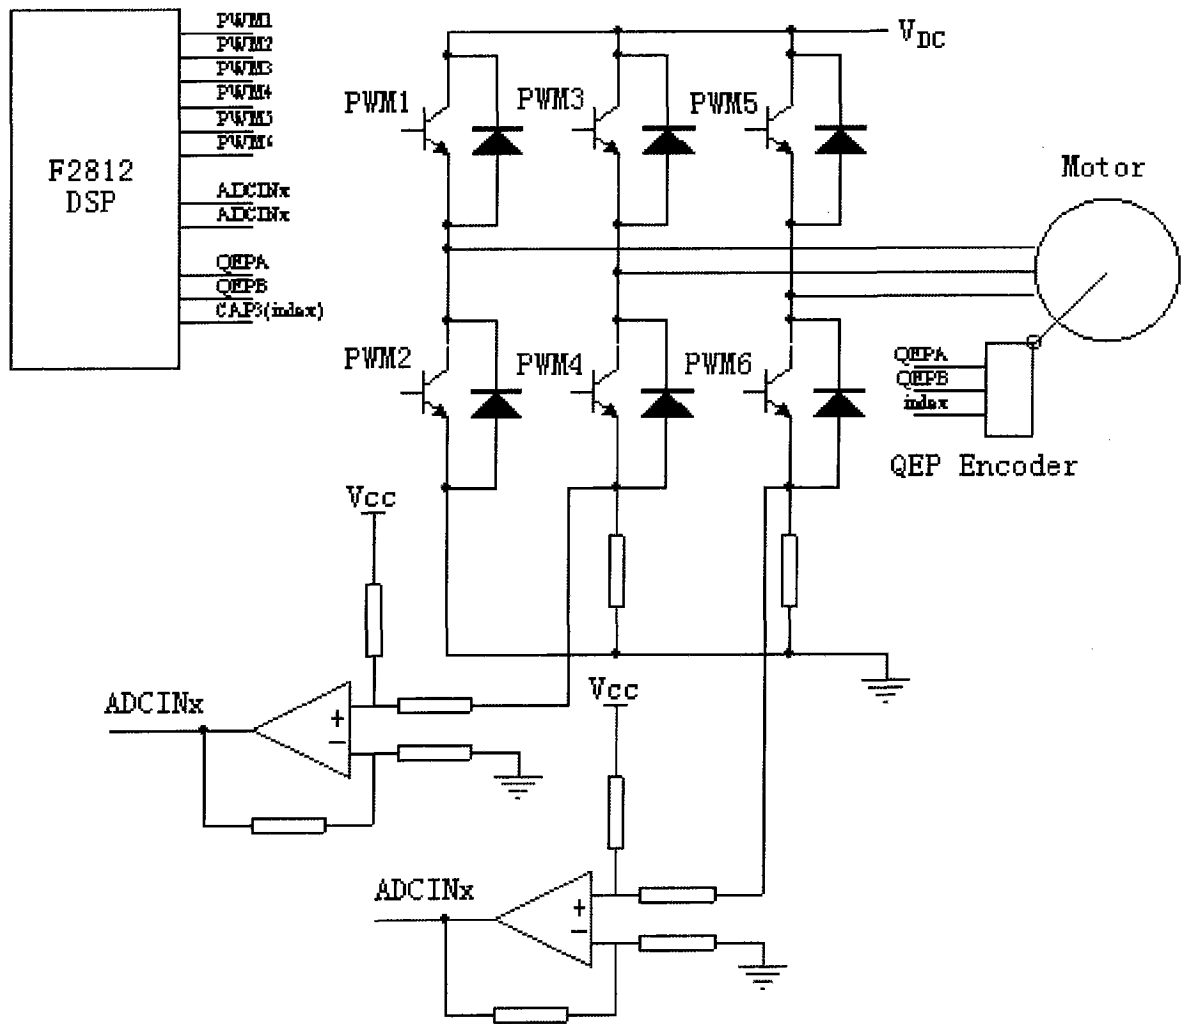 PWM1
PWM2
PWM3
PWM4
PWM5
PWM6
F2812
DSP
ADCINx
ADCINx
QEPA
QEPB
CAP3(index)
VDC
PWM1
PWM3
PWM5
Motor
PWM2
PWM4
PWM6
QEPA
QEPB
index
QEP Encoder
Vcc
ADCINx
+
−
Vcc
ADCINx
+
−